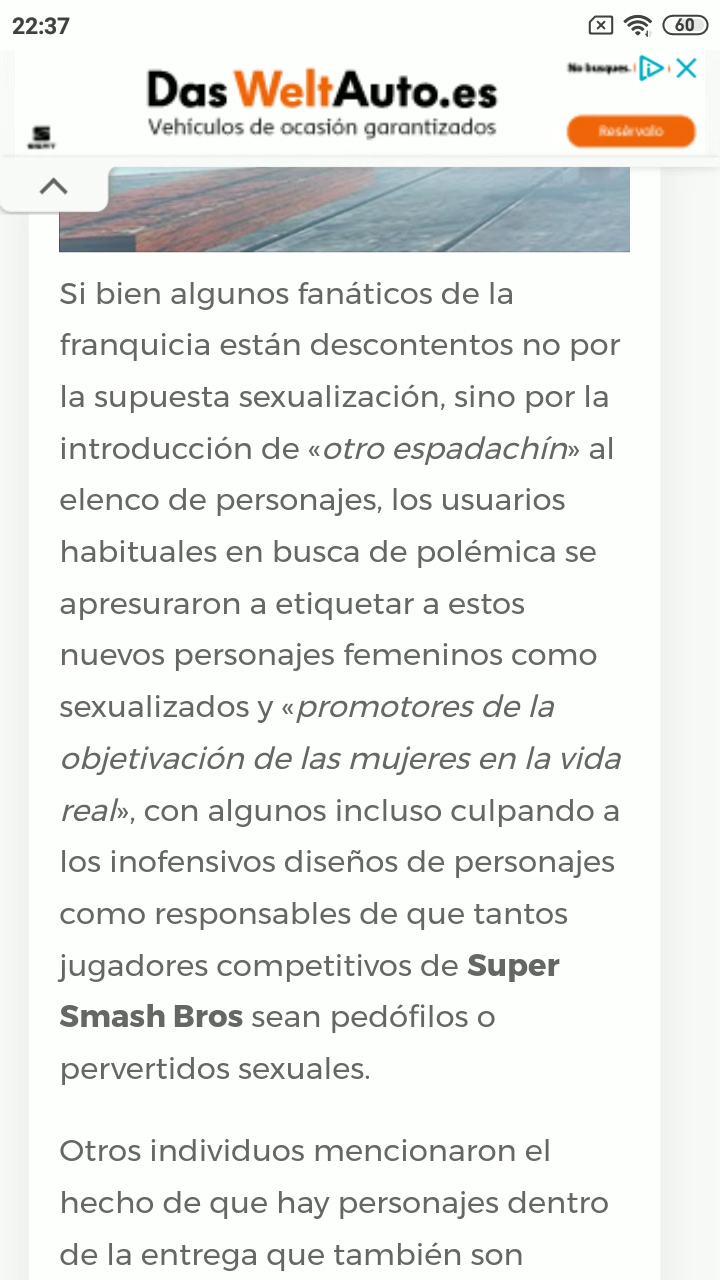 22:37
60
No busques.
Das WeltAuto.es
Vehículos de ocasión garantizados
Resérvalo
SEAT
Si bien algunos fanáticos de la
franquicia están descontentos no por
la supuesta sexualización, sino por la
introducción de «otro espadachín» al
elenco de personajes, los usuarios
habituales en busca de polémica se
apresuraron a etiquetar a estos
nuevos personajes femeninos como
sexualizados y «promotores de la
objetivación de las mujeres en la vida
real», con algunos incluso culpando a
los inofensivos diseños de personajes
como responsables de que tantos
jugadores competitivos de Super
Smash Bros sean pedófilos o
pervertidos sexuales.
Otros individuos mencionaron el
hecho de que hay personajes dentro
de la entrega que también son